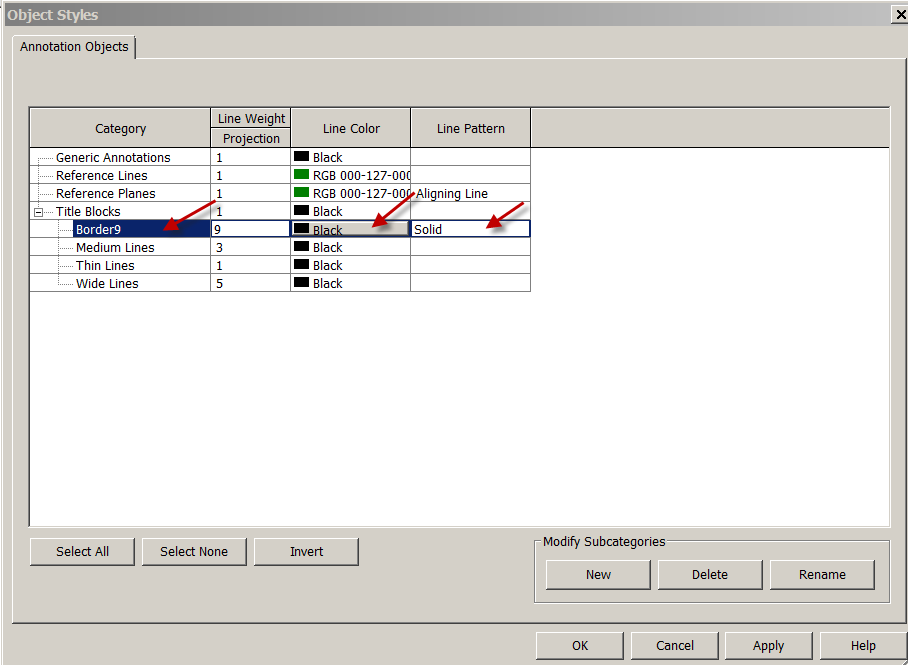 Object Styles
Annotation Objects
Category Line Weight Line Color Line Pattern
Projection
Generic Annotations 1 Black
Reference Lines 1 RGB 000-127-000
Reference Planes 1 RGB 000-127-000 Aligning Line
Title Blocks 1 Black
Border9 9 Black Solid
Medium Lines 3 Black
Thin Lines 1 Black
Wide Lines 5 Black
Select All Select None Invert
Modify Subcategories
New Delete Rename
OK Cancel Apply Help